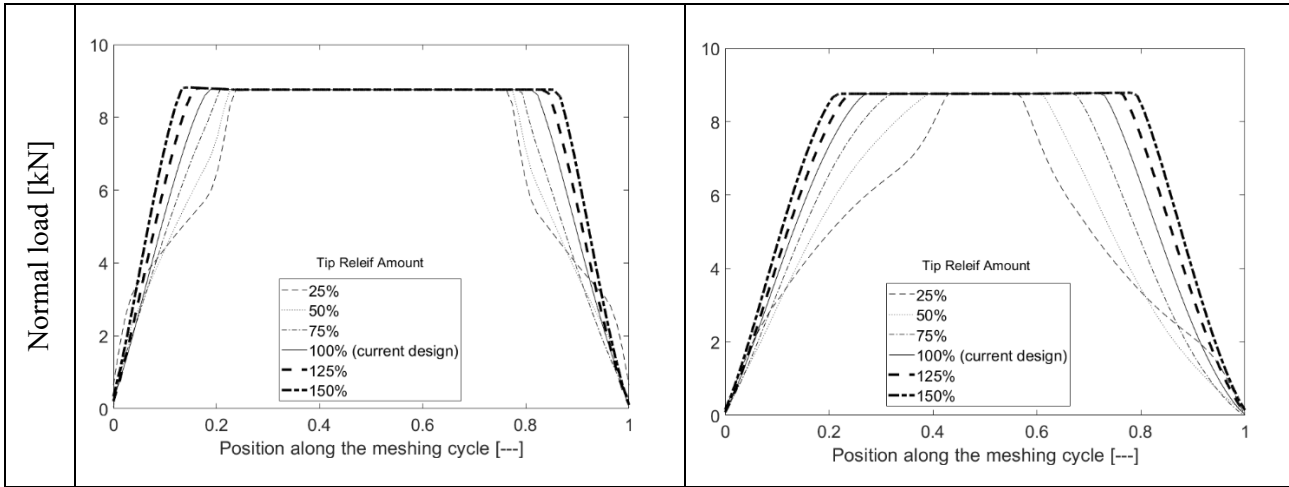 Normal load [kN]
10
8
6
4
2
0
Tip Releif Amount
25%
50%
75%
100% (current design)
125%
150%
0 0.2 0.4 0.6 0.8 1
Position along the meshing cycle [---]
10
8
6
4
2
0
Tip Releif Amount
25%
50%
75%
100% (current design)
125%
150%
0 0.2 0.4 0.6 0.8 1
Position along the meshing cycle [---]